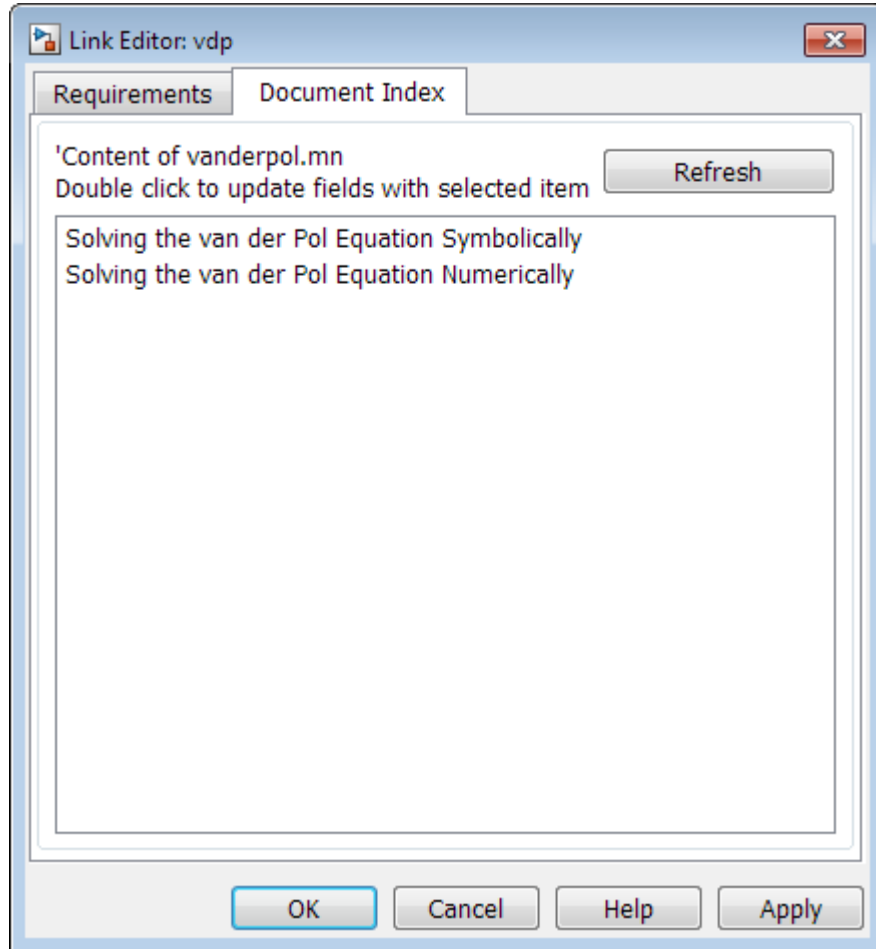 Link Editor: vdp
Requirements
Document Index
'Content of vanderpol.mn
Double click to update fields with selected item
Refresh
Solving the van der Pol Equation Symbolically
Solving the van der Pol Equation Numerically
OK
Cancel
Help
Apply